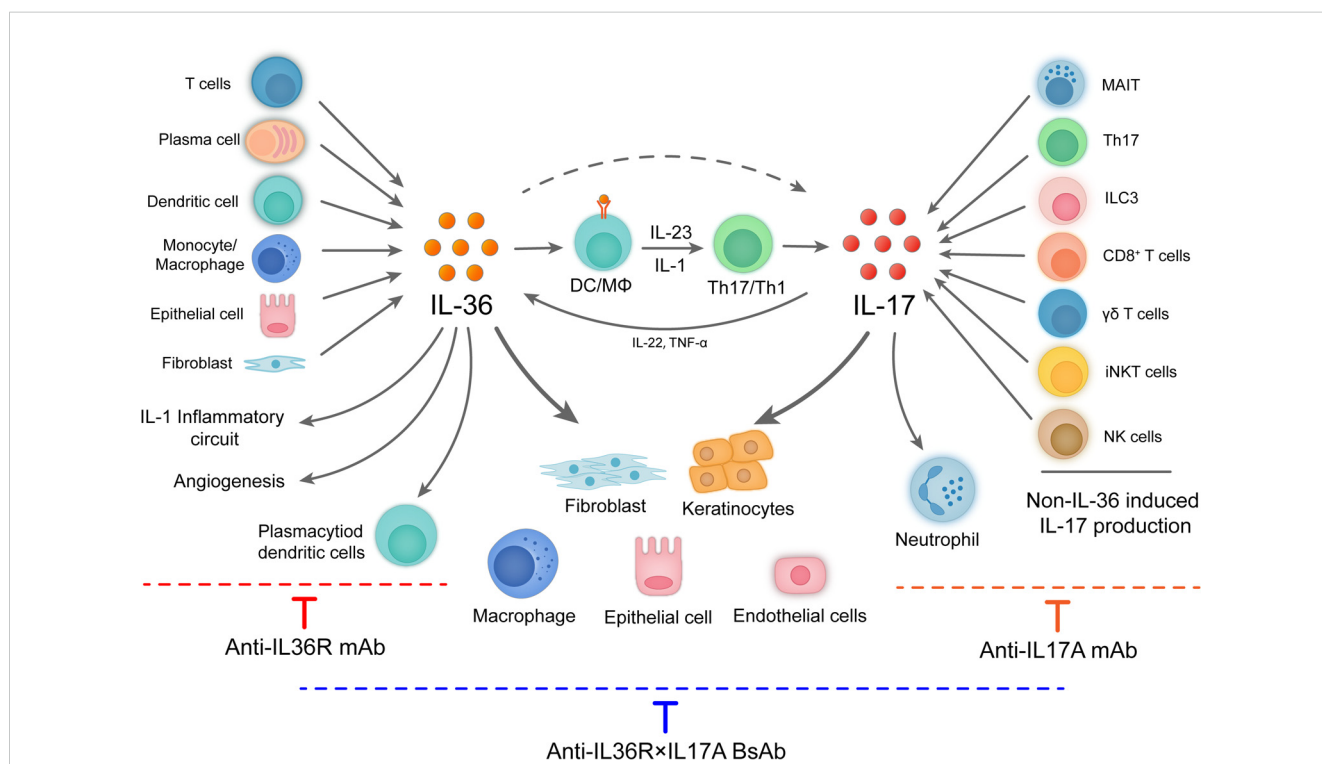 T cells
Plasma cell
Dendritic cell
Monocyte/
Macrophage
Epithelial cell
Fibroblast
IL-36
DC/MΦ
IL-23
IL-1
Th17/Th1
IL-17
IL-22, TNF-α
MAIT
Th17
ILC3
CD8⁺ T cells
γδ T cells
iNKT cells
NK cells
Non-IL-36 induced
IL-17 production
IL-1 Inflammatory
circuit
Angiogenesis
Plasmacytiod
dendritic cells
Fibroblast
Keratinocytes
Neutrophil
Macrophage
Epithelial cell
Endothelial cells
Anti-IL36R mAb
Anti-IL17A mAb
Anti-IL36R×IL17A BsAb